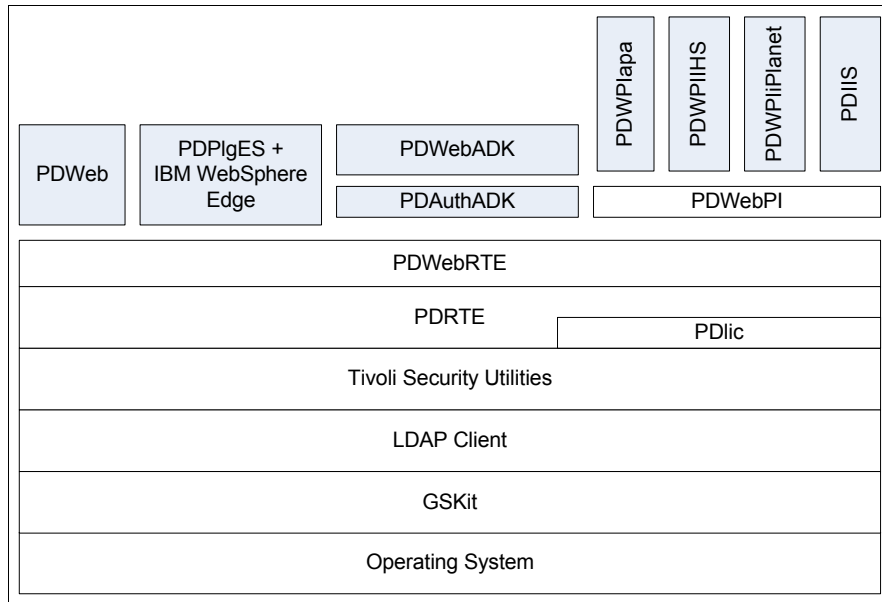 PDWPIapa
PDWPIIHS
PDWPIiPlanet
PDIIS
PDWeb
PDPlgES +
IBM WebSphere
Edge
PDWebADK
PDAuthADK
PDWebPI
PDWebRTE
PDRTE
PDlic
Tivoli Security Utilities
LDAP Client
GSKit
Operating System